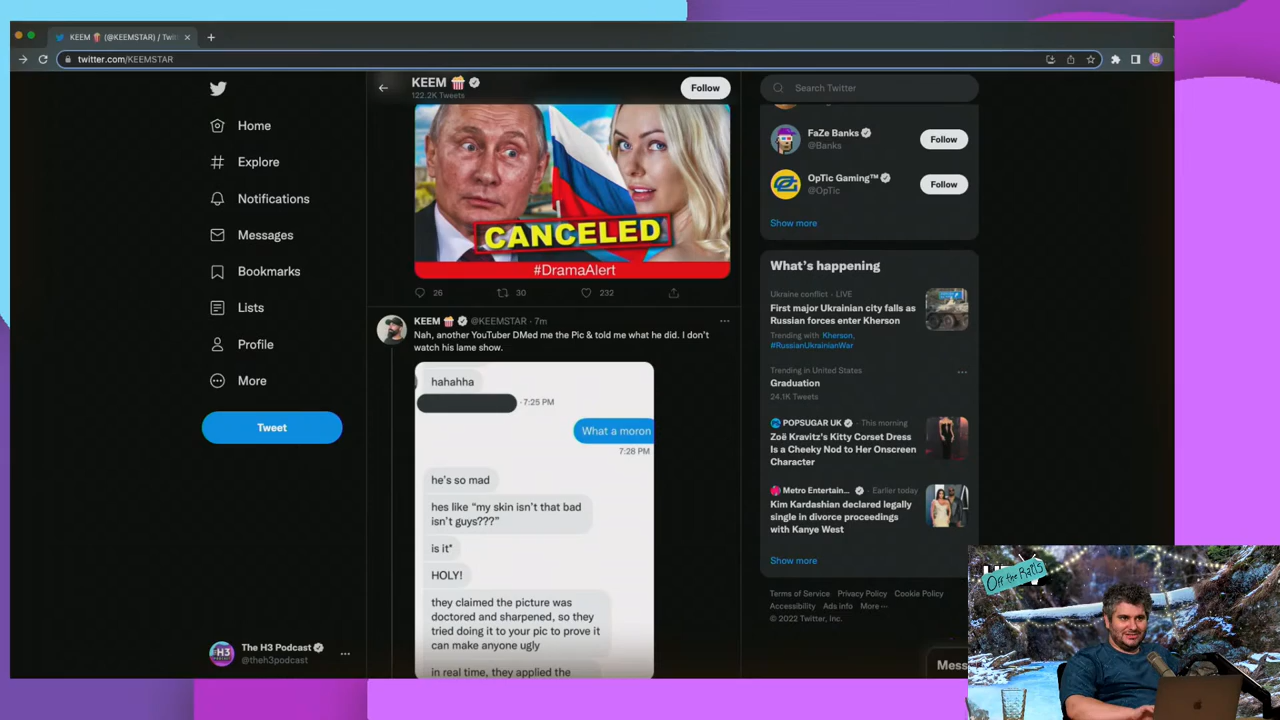 KEEM (@KEEMSTAR) / Twi
twitter.com/KEEMSTAR
Home
Explore
Notifications
Messages
Bookmarks
Lists
Profile
More
Tweet
The H3 Podcast
@theh3podcast
KEEM
122.2K Tweets
Follow
CANCELED
#DramaAlert
26
30
232
KEEM @KEEMSTAR · 7m
Nah, another YouTuber DMed me the Pic & told me what he did. I don't
watch his lame show.
hahahha
· 7:25 PM
What a moron
7:28 PM
he's so mad
hes like “my skin isn't that bad
isn't guys???”
is it*
HOLY!
they claimed the picture was
doctored and sharpened, so they
tried doing it to your pic to prove it
can make anyone ugly
in real time, they applied the
Search Twitter
FaZe Banks
@Banks
Follow
OpTic Gaming™
@OpTic
Follow
Show more
What's happening
Ukraine conflict · LIVE
First major Ukrainian city falls as
Russian forces enter Kherson
Trending with Kherson,
#RussianUkrainianWar
Trending in United States
Graduation
24.1K Tweets
POPSUGAR UK · This morning
Zoë Kravitz's Kitty Corset Dress
Is a Cheeky Nod to Her Onscreen
Character
Metro Entertain... · Earlier today
Kim Kardashian declared legally
single in divorce proceedings
with Kanye West
Show more
Terms of Service Privacy Policy Cookie Policy
Accessibility Ads info More ···
© 2022 Twitter, Inc.
Mess
Off the Rails